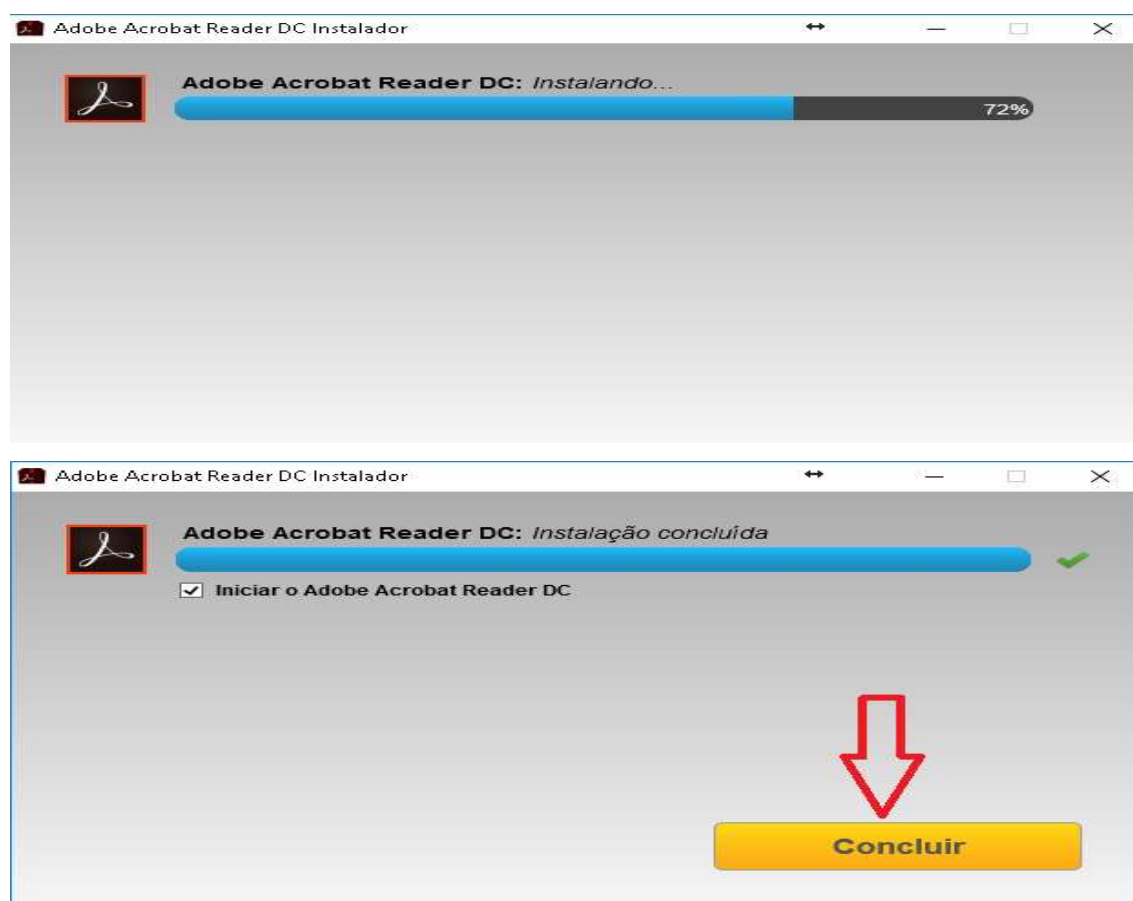 Adobe Acrobat Reader DC Instalador
Adobe Acrobat Reader DC: Instalando...
72%
Adobe Acrobat Reader DC Instalador
Adobe Acrobat Reader DC: Instalação concluída
Iniciar o Adobe Acrobat Reader DC
Concluir